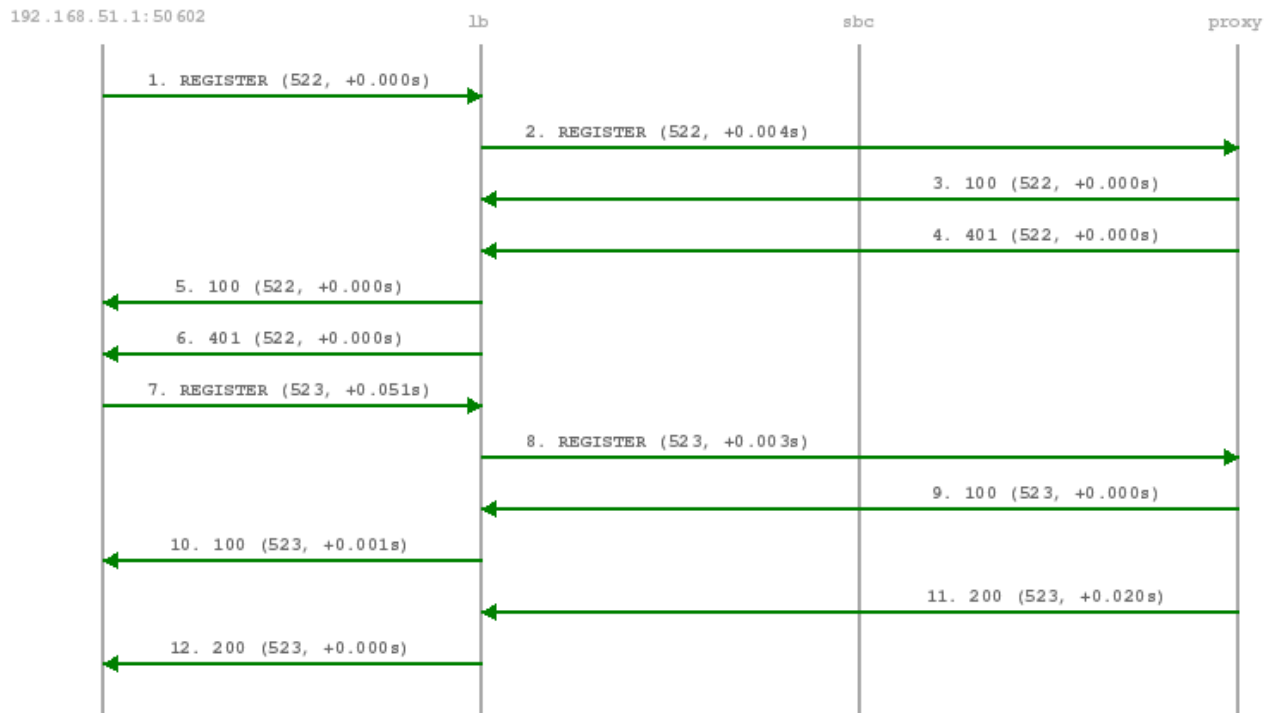 192.168.51.1:50602 lb sbc proxy
1. REGISTER (522, +0.000s)
2. REGISTER (522, +0.004s)
3. 100 (522, +0.000s)
4. 401 (522, +0.000s)
5. 100 (522, +0.000s)
6. 401 (522, +0.000s)
7. REGISTER (523, +0.051s)
8. REGISTER (523, +0.003s)
9. 100 (523, +0.000s)
10. 100 (523, +0.001s)
11. 200 (523, +0.020s)
12. 200 (523, +0.000s)